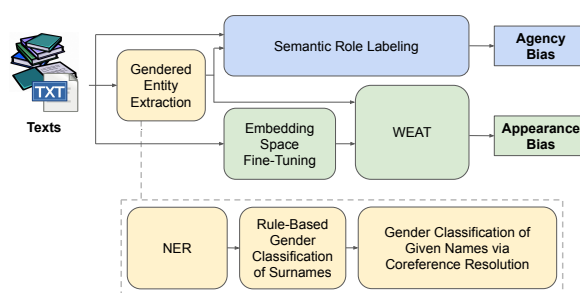 Semantic Role Labeling
Agency
Bias
Gendered
Entity
Extraction
TXT
Texts
Embedding
Space
Fine-Tuning
WEAT
Appearance
Bias
NER
Rule-Based
Gender
Classification
of Surnames
Gender Classification of
Given Names via
Coreference Resolution